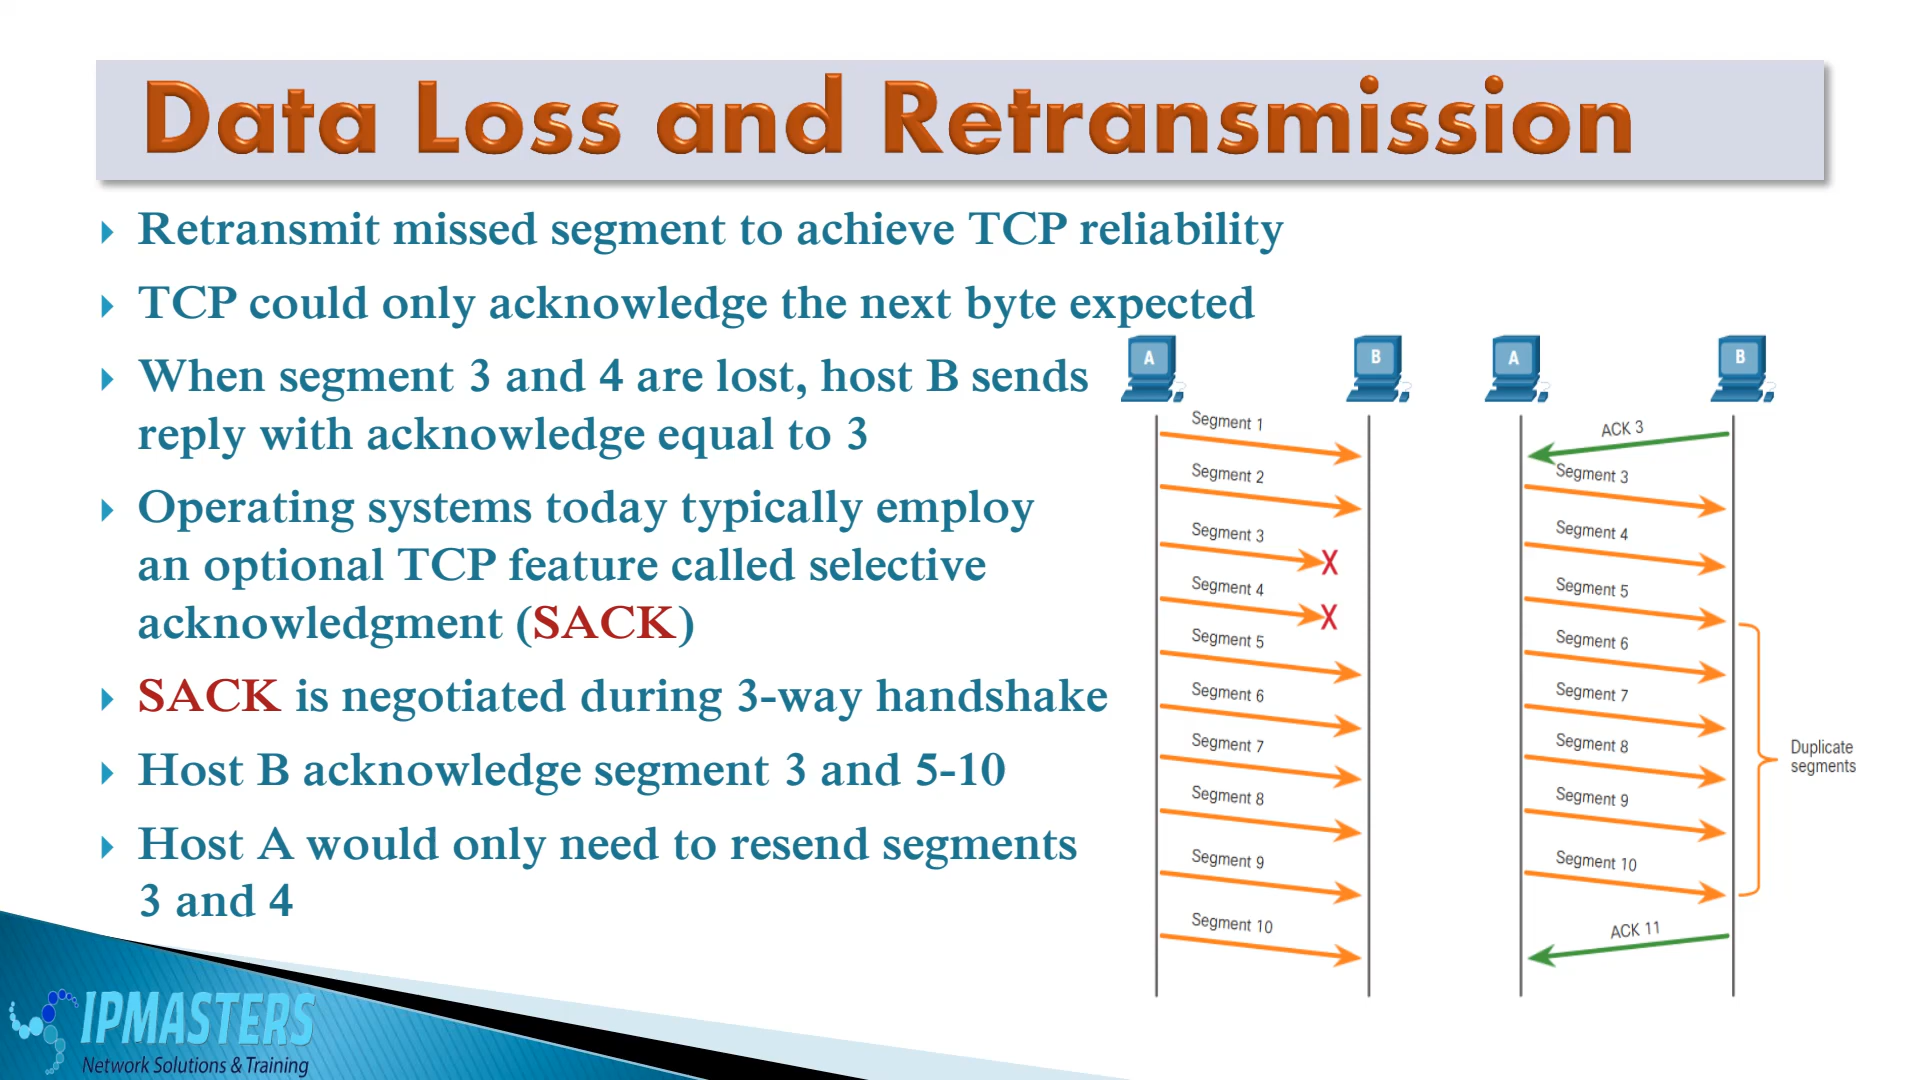 Data Loss and Retransmission
Retransmit missed segment to achieve TCP reliability
TCP could only acknowledge the next byte expected
When segment 3 and 4 are lost, host B sends
reply with acknowledge equal to 3
Operating systems today typically employ
an optional TCP feature called selective
acknowledgment (SACK)
SACK is negotiated during 3-way handshake
Host B acknowledge segment 3 and 5-10
Host A would only need to resend segments
3 and 4
A
B
Segment 1
Segment 2
Segment 3
X
Segment 4
X
Segment 5
Segment 6
Segment 7
Segment 8
Segment 9
Segment 10
A
B
ACK 3
Segment 3
Segment 4
Segment 5
Segment 6
Segment 7
Segment 8
Segment 9
Segment 10
ACK 11
Duplicate
segments
IPMASTERS
Network Solutions & Training